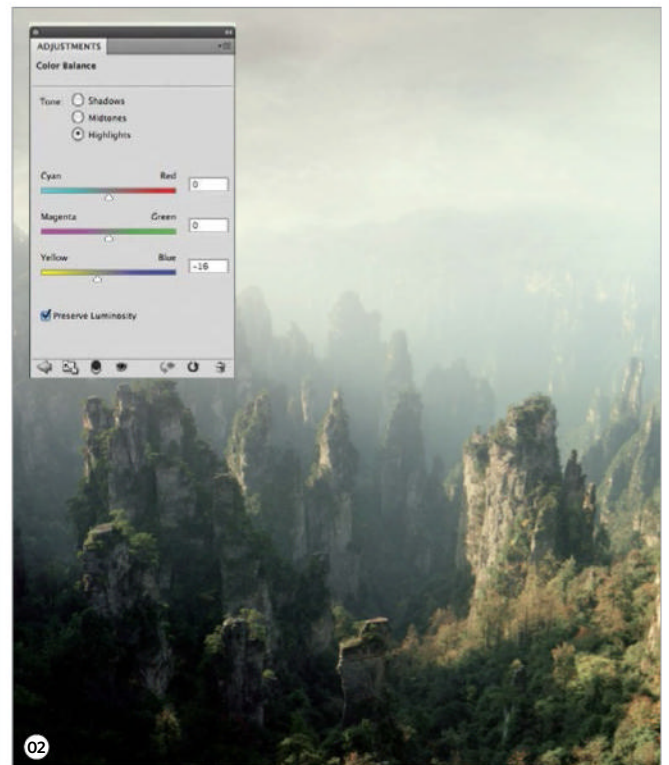 ADJUSTMENTS
Color Balance
Tone: Shadows
Midtones
Highlights
Cyan Red 0
Magenta Green 0
Yellow Blue -16
Preserve Luminosity
02